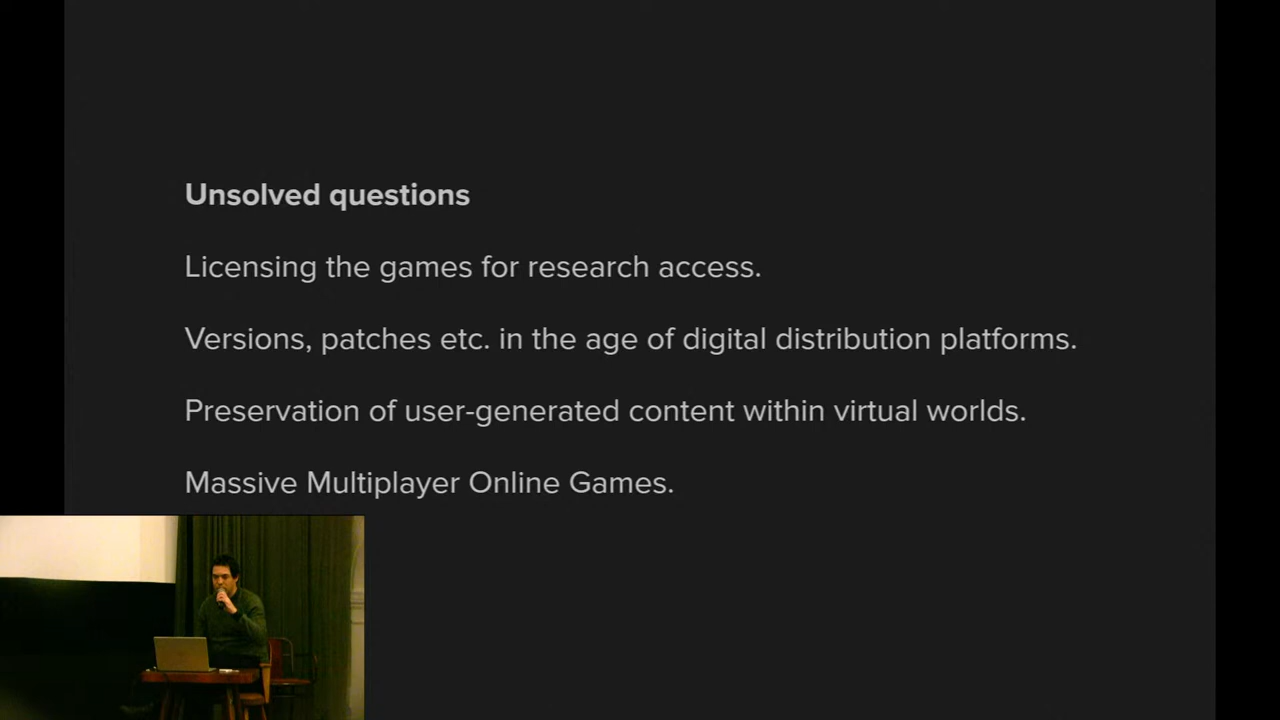 Unsolved questions
Licensing the games for research access.
Versions, patches etc. in the age of digital distribution platforms.
Preservation of user-generated content within virtual worlds.
Massive Multiplayer Online Games.